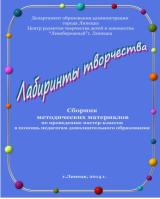 Департамент образования администрации
города Липецка
Центр развития творчества детей и юношества
"Левобережный" г. Липецка
Лабиринты творчества
Сборник
методических материалов
по проведению мастер-классов
в помощь педагогам дополнительного образования
г.Липецк, 2014 г.